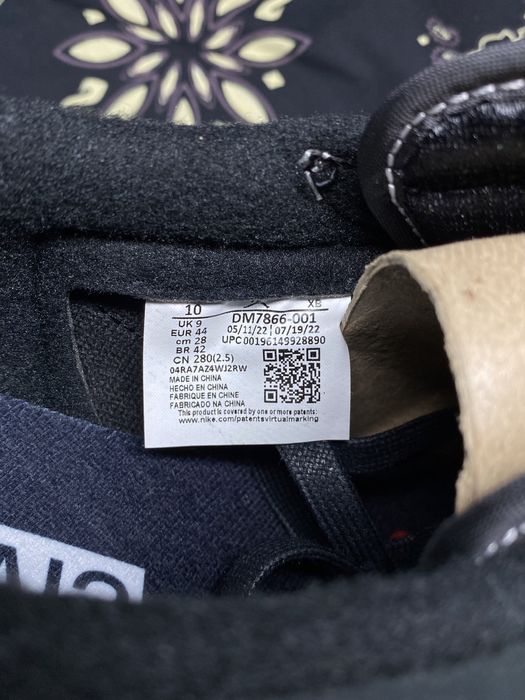 10 XB
UK 9 DM7866-001
EUR 44 05/11/22 07/19/22
cm 28 UPC00196149928890
BR 42
CN 280(2.5)
04RA7AZ4WJ2RW
MADE IN CHINA
HECHO EN CHINA
FABRIQUE EN CHINE
FABRICADO NA CHINA
This product is covered by one or more patents:
www.nike.com/patentsvirtualmarking